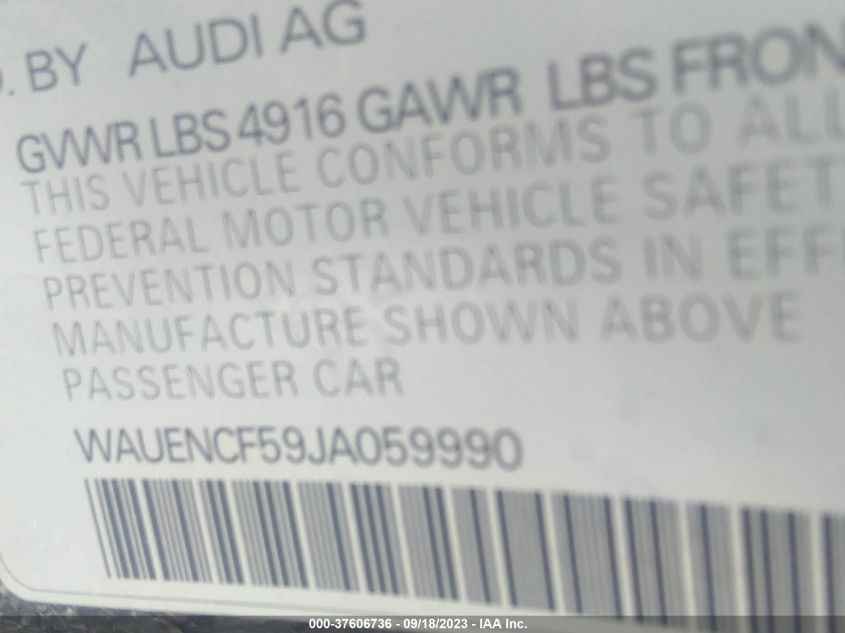 . BY AUDI AG
GVWR LBS 4916 GAWR LBS FRON
THIS VEHICLE CONFORMS TO ALL
FEDERAL MOTOR VEHICLE SAFET
PREVENTION STANDARDS IN EFF
MANUFACTURE SHOWN ABOVE
PASSENGER CAR
WAUENCF59JA059990
000-37606736 - 09/18/2023 - IAA Inc.